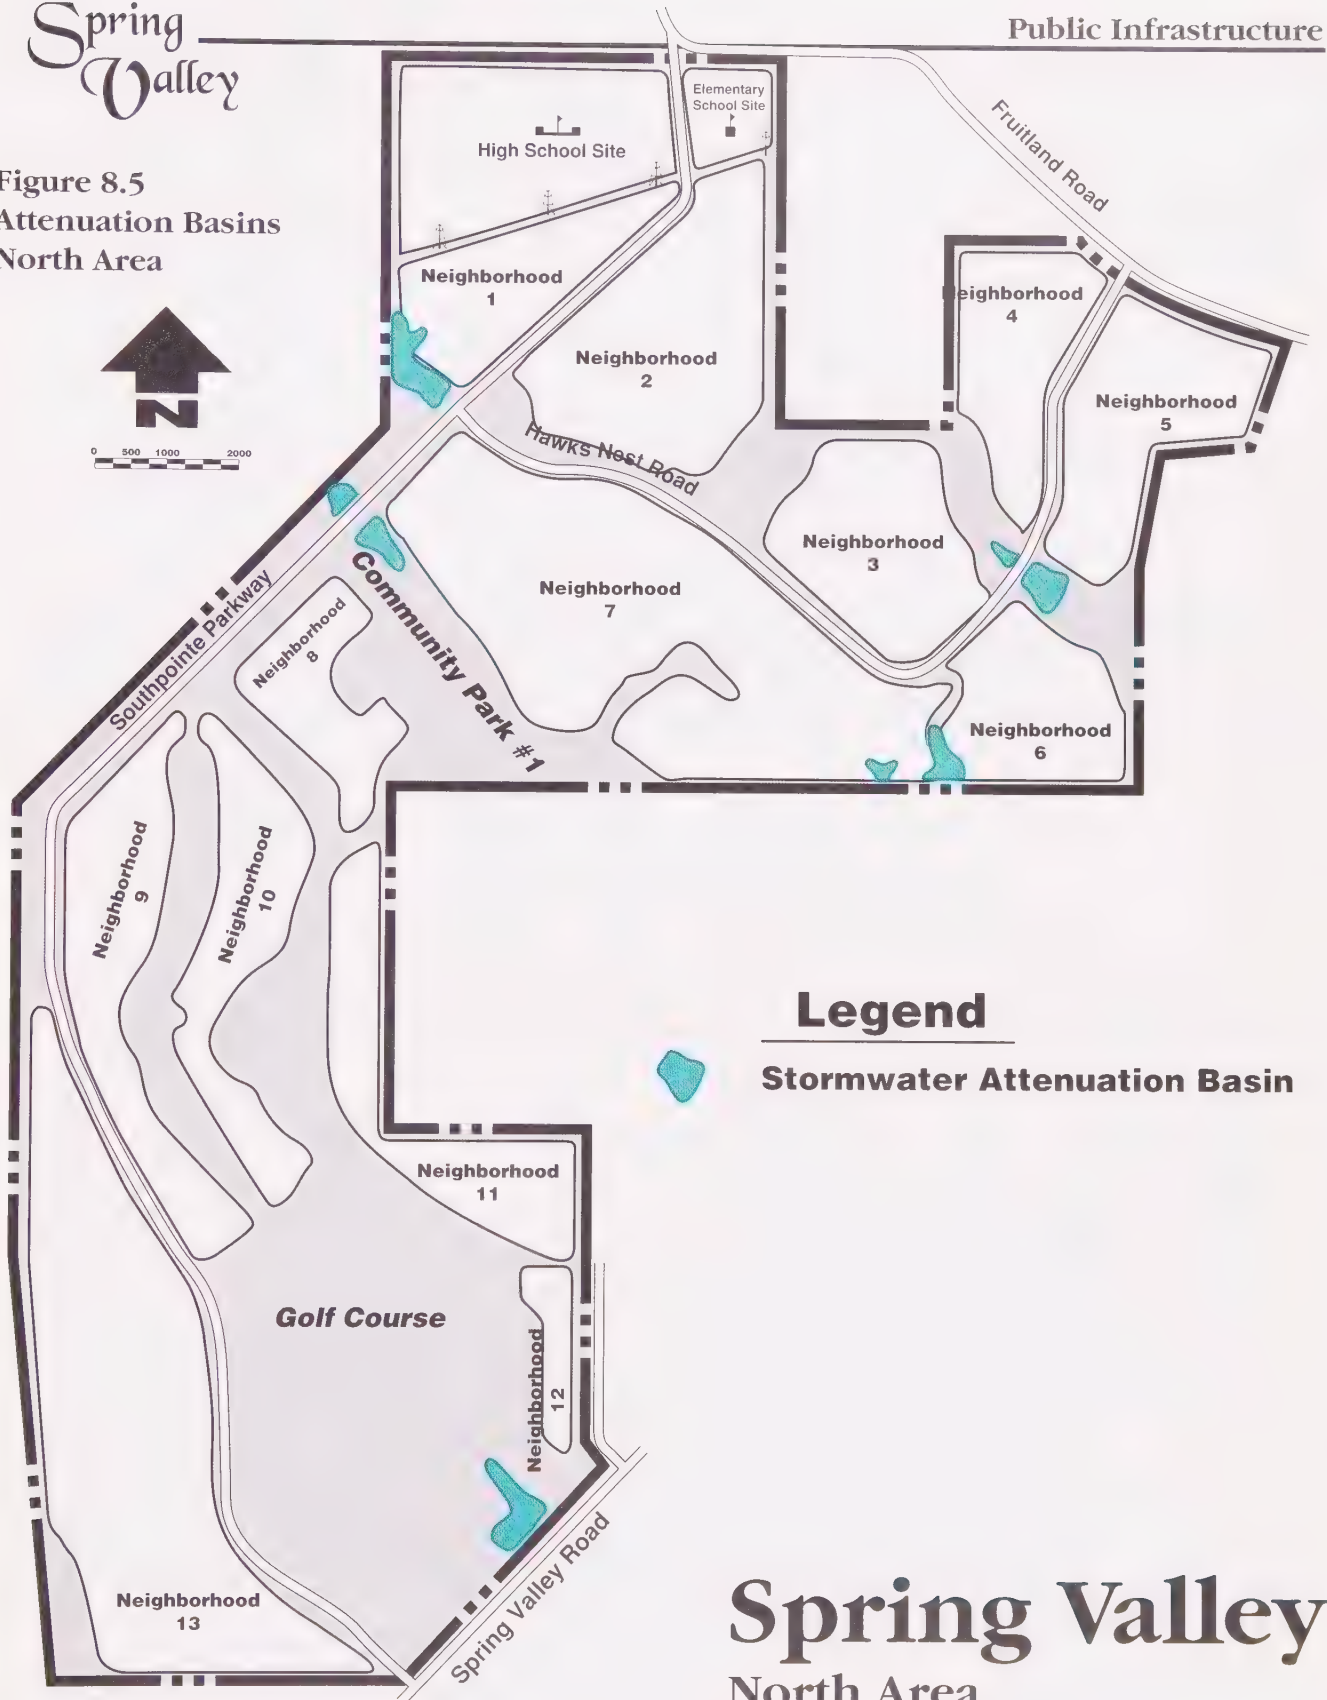 Spring
Valley
Public Infrastructure
Figure 8.5
Attenuation Basins
North Area
N
0 500 1000 2000
Elementary
School Site
High School Site
Fruitland Road
Neighborhood
1
Neighborhood
2
Neighborhood
4
Neighborhood
5
Hawks Nest Road
Neighborhood
3
Neighborhood
7
Community Park #1
Neighborhood
8
Southpointe Parkway
Neighborhood
6
Neighborhood
9
Neighborhood
10
Legend
Stormwater Attenuation Basin
Neighborhood
11
Golf Course
Neighborhood
12
Neighborhood
13
Spring Valley Road
Spring Valley
North Area